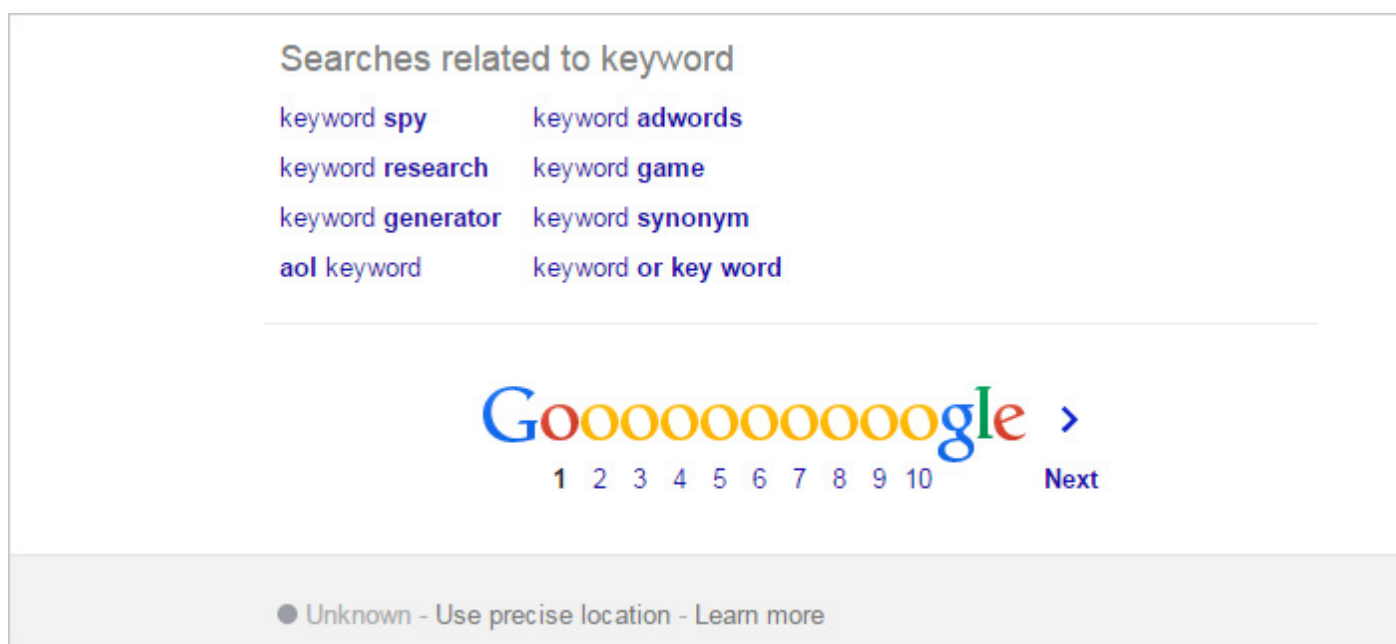 Searches related to keyword
keyword spy keyword adwords
keyword research keyword game
keyword generator keyword synonym
aol keyword keyword or key word
Goooooooooogle >
1 2 3 4 5 6 7 8 9 10 Next
Unknown - Use precise location - Learn more